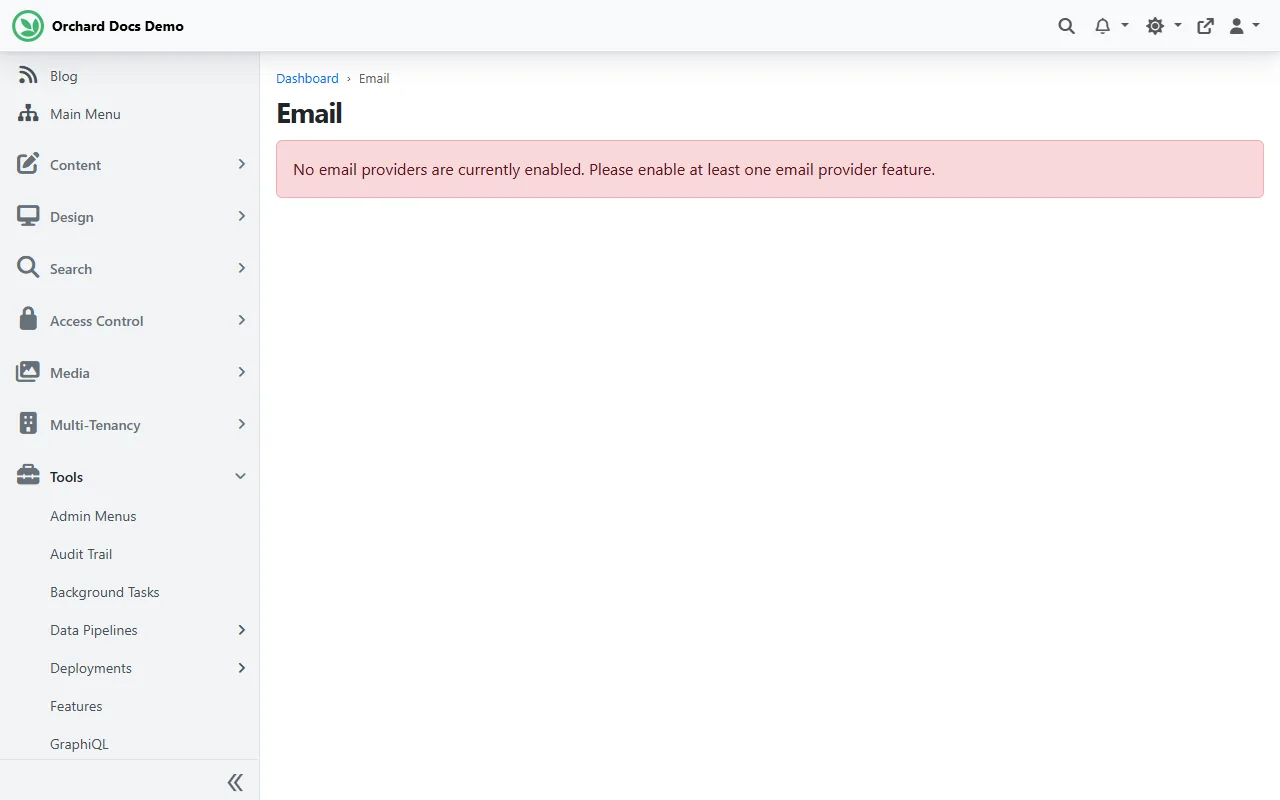 Orchard Docs Demo
Blog
Main Menu
Content
Design
Search
Access Control
Media
Multi-Tenancy
Tools
Admin Menus
Audit Trail
Background Tasks
Data Pipelines
Deployments
Features
GraphiQL
Dashboard › Email
Email
No email providers are currently enabled. Please enable at least one email provider feature.